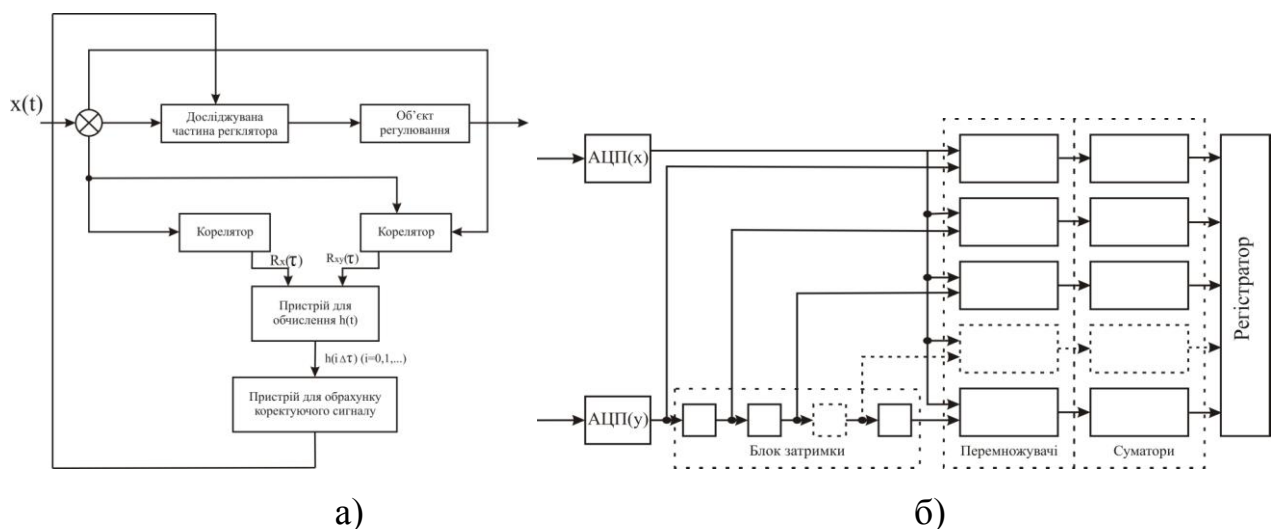 x(t)
Досліджувана
частина регклятора
Об’єкт
регулювання
Корелятор
Корелятор
Rx(τ)
Rxy(τ)
Пристрій для
обчислення h(t)
h(iΔτ) (i=0,1,...)
Пристрій для обрахунку
коректуючого сигналу
а)
АЦП(x)
АЦП(y)
Блок затримки
Перемножувачі
Суматори
Регістратор
б)